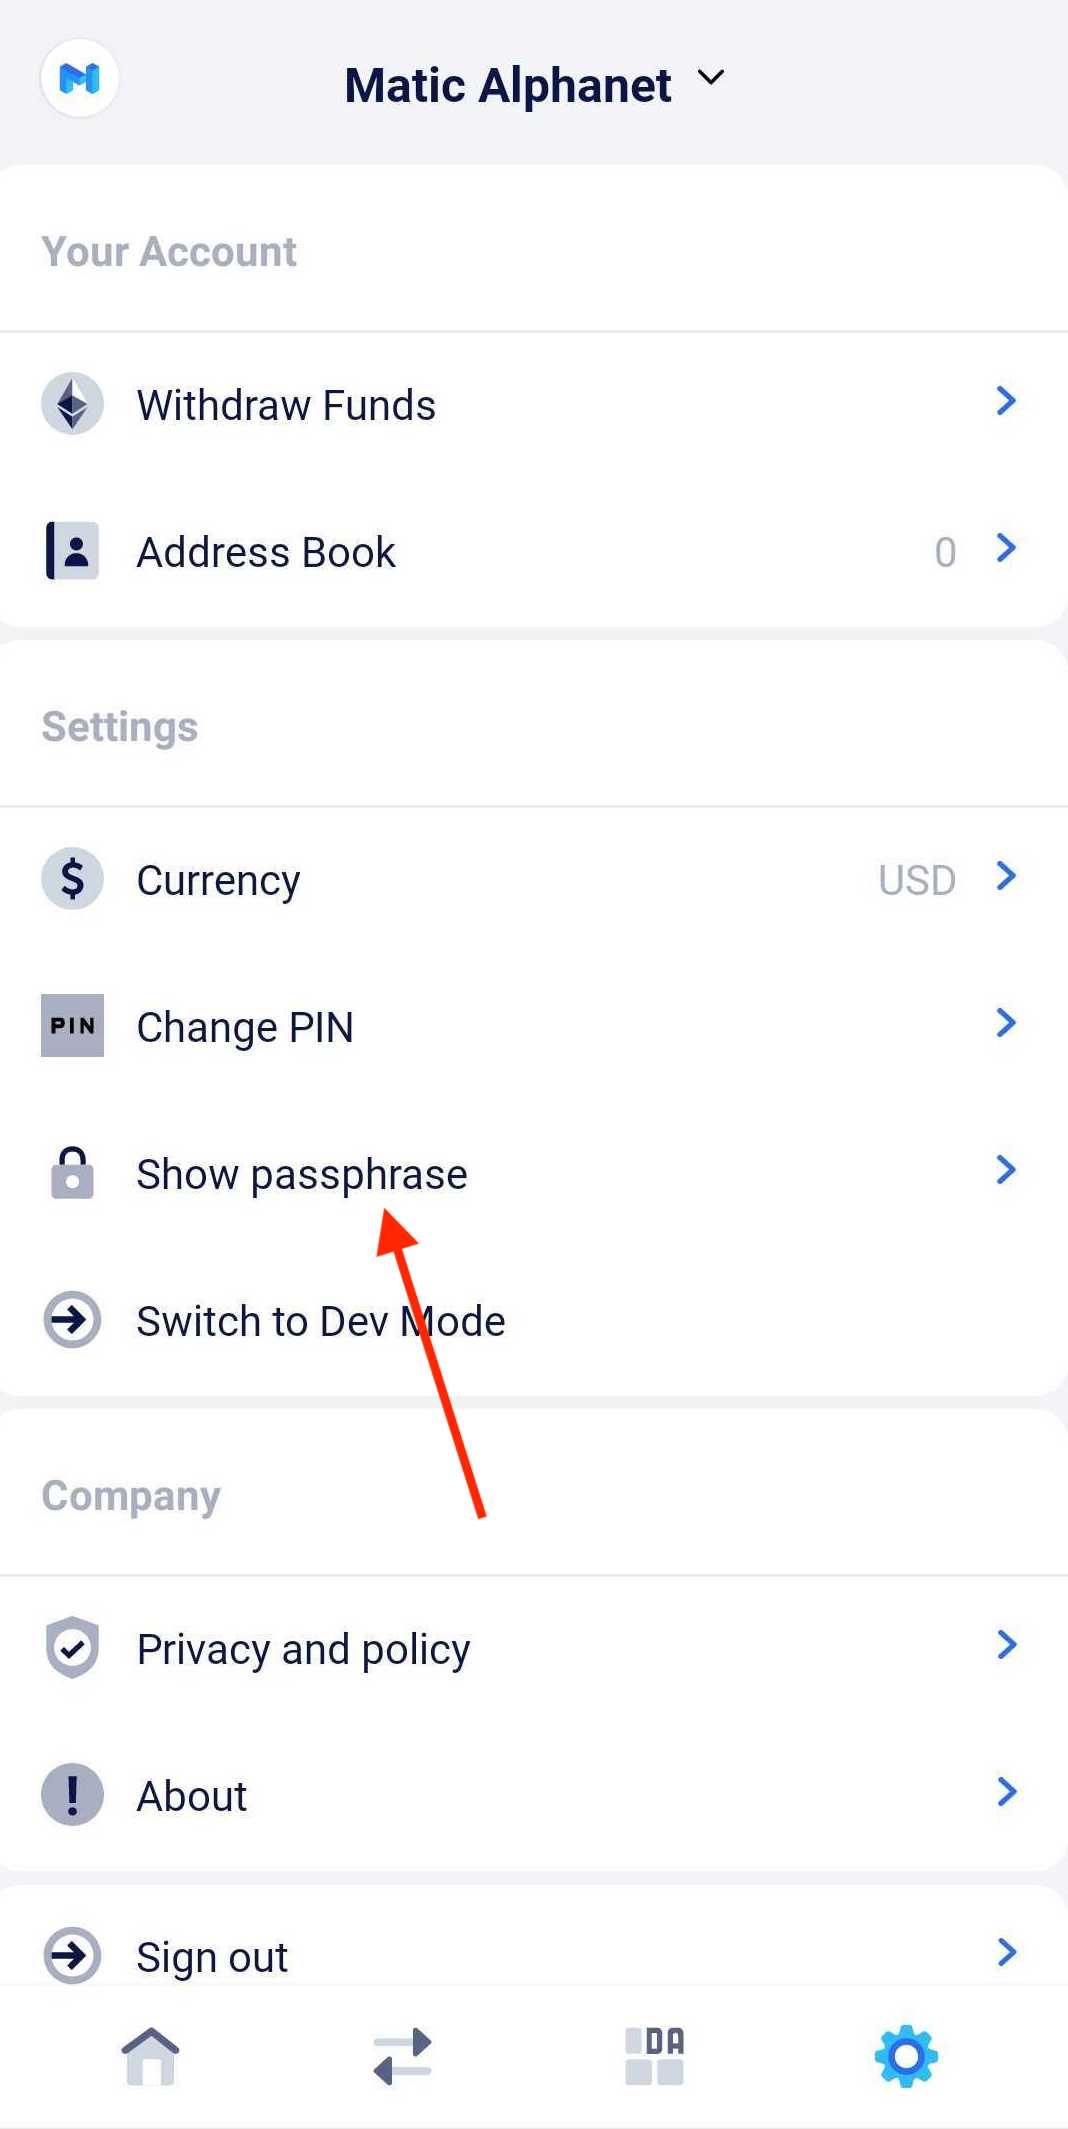 Matic Alphanet
Your Account
Withdraw Funds
Address Book 0
Settings
Currency USD
PIN Change PIN
Show passphrase
Switch to Dev Mode
Company
Privacy and policy
About
Sign out
DA